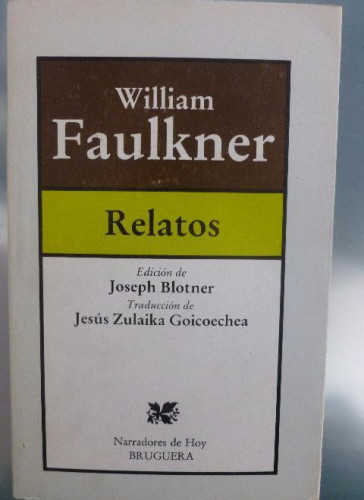 William
Faulkner
Relatos
Edición de
Joseph Blotner
Traducción de
Jesús Zulaika Goicoechea
Narradores de Hoy
BRUGUERA